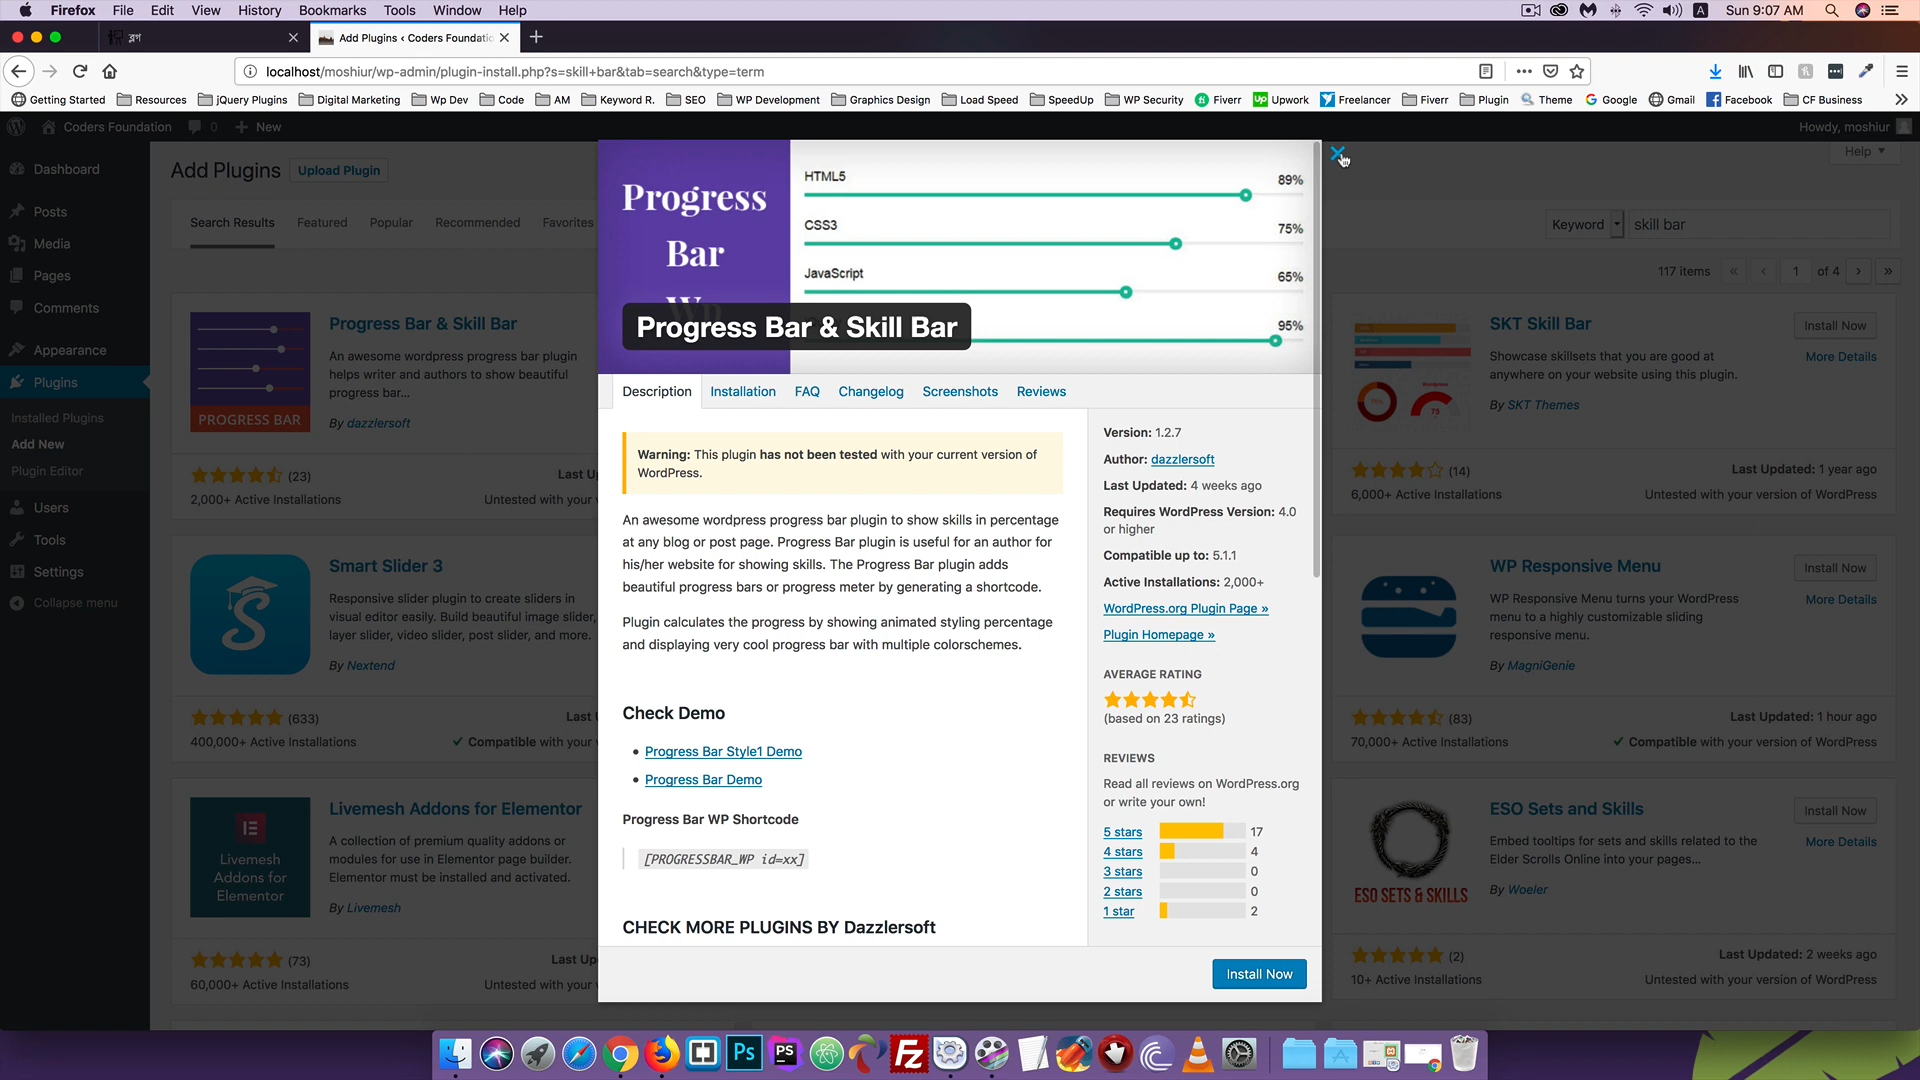 Firefox File Edit View History Bookmarks Tools Window Help
A Sun 9:07 AM
ব্লগ
Add Plugins ‹ Coders Foundatio
localhost/moshiur/wp-admin/plugin-install.php?s=skill+bar&tab=search&type=term
Getting Started Resources jQuery Plugins Digital Marketing Wp Dev Code AM Keyword R. SEO WP Development Graphics Design Load Speed SpeedUp WP Security Fiverr Upwork Freelancer Fiverr Plugin Theme Google Gmail Facebook CF Business
Coders Foundation 0 New
Howdy, moshiur
Dashboard
Posts
Media
Pages
Comments
Appearance
Plugins
Installed Plugins
Add New
Plugin Editor
Users
Tools
Settings
Collapse menu
Add Plugins Upload Plugin
Help
Search Results Featured Popular Recommended Favorites
Keyword skill bar
117 items « ‹ 1 of 4 › »
PROGRESS BAR
Progress Bar & Skill Bar
An awesome wordpress progress bar plugin
helps writer and authors to show beautiful
progress bar...
By dazzlersoft
(23)
Last U
2,000+ Active Installations
Untested with your
Smart Slider 3
Responsive slider plugin to create sliders in
visual editor easily. Build beautiful image slider,
layer slider, video slider, post slider, and more.
By Nextend
(633)
Last
400,000+ Active Installations
Compatible with your
Livemesh
Addons for
Elementor
Livemesh Addons for Elementor
A collection of premium quality addons or
modules for use in Elementor page builder.
Elementor must be installed and activated.
By Livemesh
(73)
Last Up
60,000+ Active Installations
Untested with your
Progress
Bar
Wp
HTML5 89%
CSS3 75%
JavaScript 65%
95%
Progress Bar & Skill Bar
Description Installation FAQ Changelog Screenshots Reviews
Warning: This plugin has not been tested with your current version of
WordPress.
An awesome wordpress progress bar plugin to show skills in percentage
at any blog or post page. Progress Bar plugin is useful for an author for
his/her website for showing skills. The Progress Bar plugin adds
beautiful progress bars or progress meter by generating a shortcode.
Plugin calculates the progress by showing animated styling percentage
and displaying very cool progress bar with multiple colorschemes.
Check Demo
Progress Bar Style1 Demo
Progress Bar Demo
Progress Bar WP Shortcode
[PROGRESSBAR_WP id=xx]
CHECK MORE PLUGINS BY Dazzlersoft
Version: 1.2.7
Author: dazzlersoft
Last Updated: 4 weeks ago
Requires WordPress Version: 4.0
or higher
Compatible up to: 5.1.1
Active Installations: 2,000+
WordPress.org Plugin Page »
Plugin Homepage »
AVERAGE RATING
(based on 23 ratings)
REVIEWS
Read all reviews on WordPress.org
or write your own!
5 stars 17
4 stars 4
3 stars 0
2 stars 0
1 star 2
Install Now
SKT Skill Bar
Install Now
Showcase skillsets that you are good at
anywhere on your website using this plugin.
More Details
By SKT Themes
(14)
Last Updated: 1 year ago
6,000+ Active Installations
Untested with your version of WordPress
WP Responsive Menu
Install Now
WP Responsive Menu turns your WordPress
menu to a highly customizable sliding
responsive menu.
More Details
By MagniGenie
(83)
Last Updated: 1 hour ago
70,000+ Active Installations
Compatible with your version of WordPress
ESO SETS & SKILLS
ESO Sets and Skills
Install Now
Embed tooltips for sets and skills related to the
Elder Scrolls Online into your pages...
More Details
By Woeler
(2)
Last Updated: 2 weeks ago
10+ Active Installations
Untested with your version of WordPress
Ps PS FZ